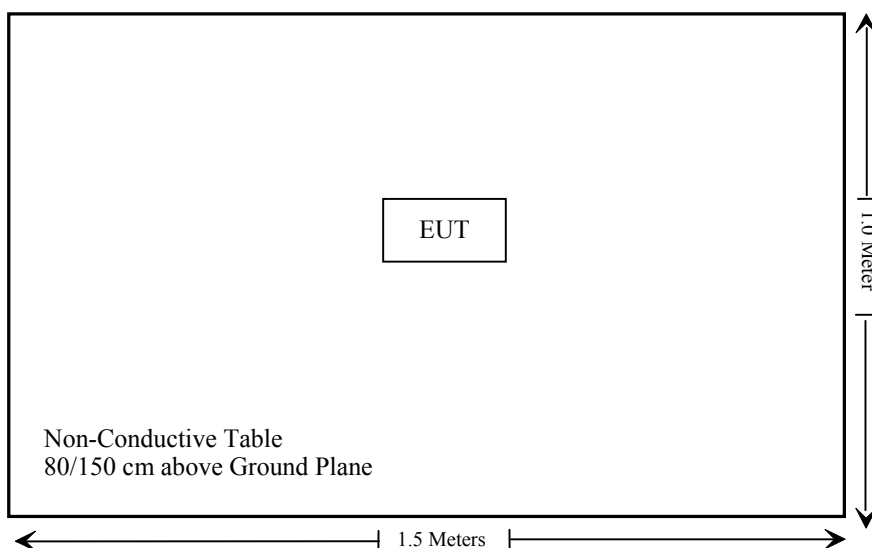 EUT
1.0 Meter
Non-Conductive Table
80/150 cm above Ground Plane
1.5 Meters